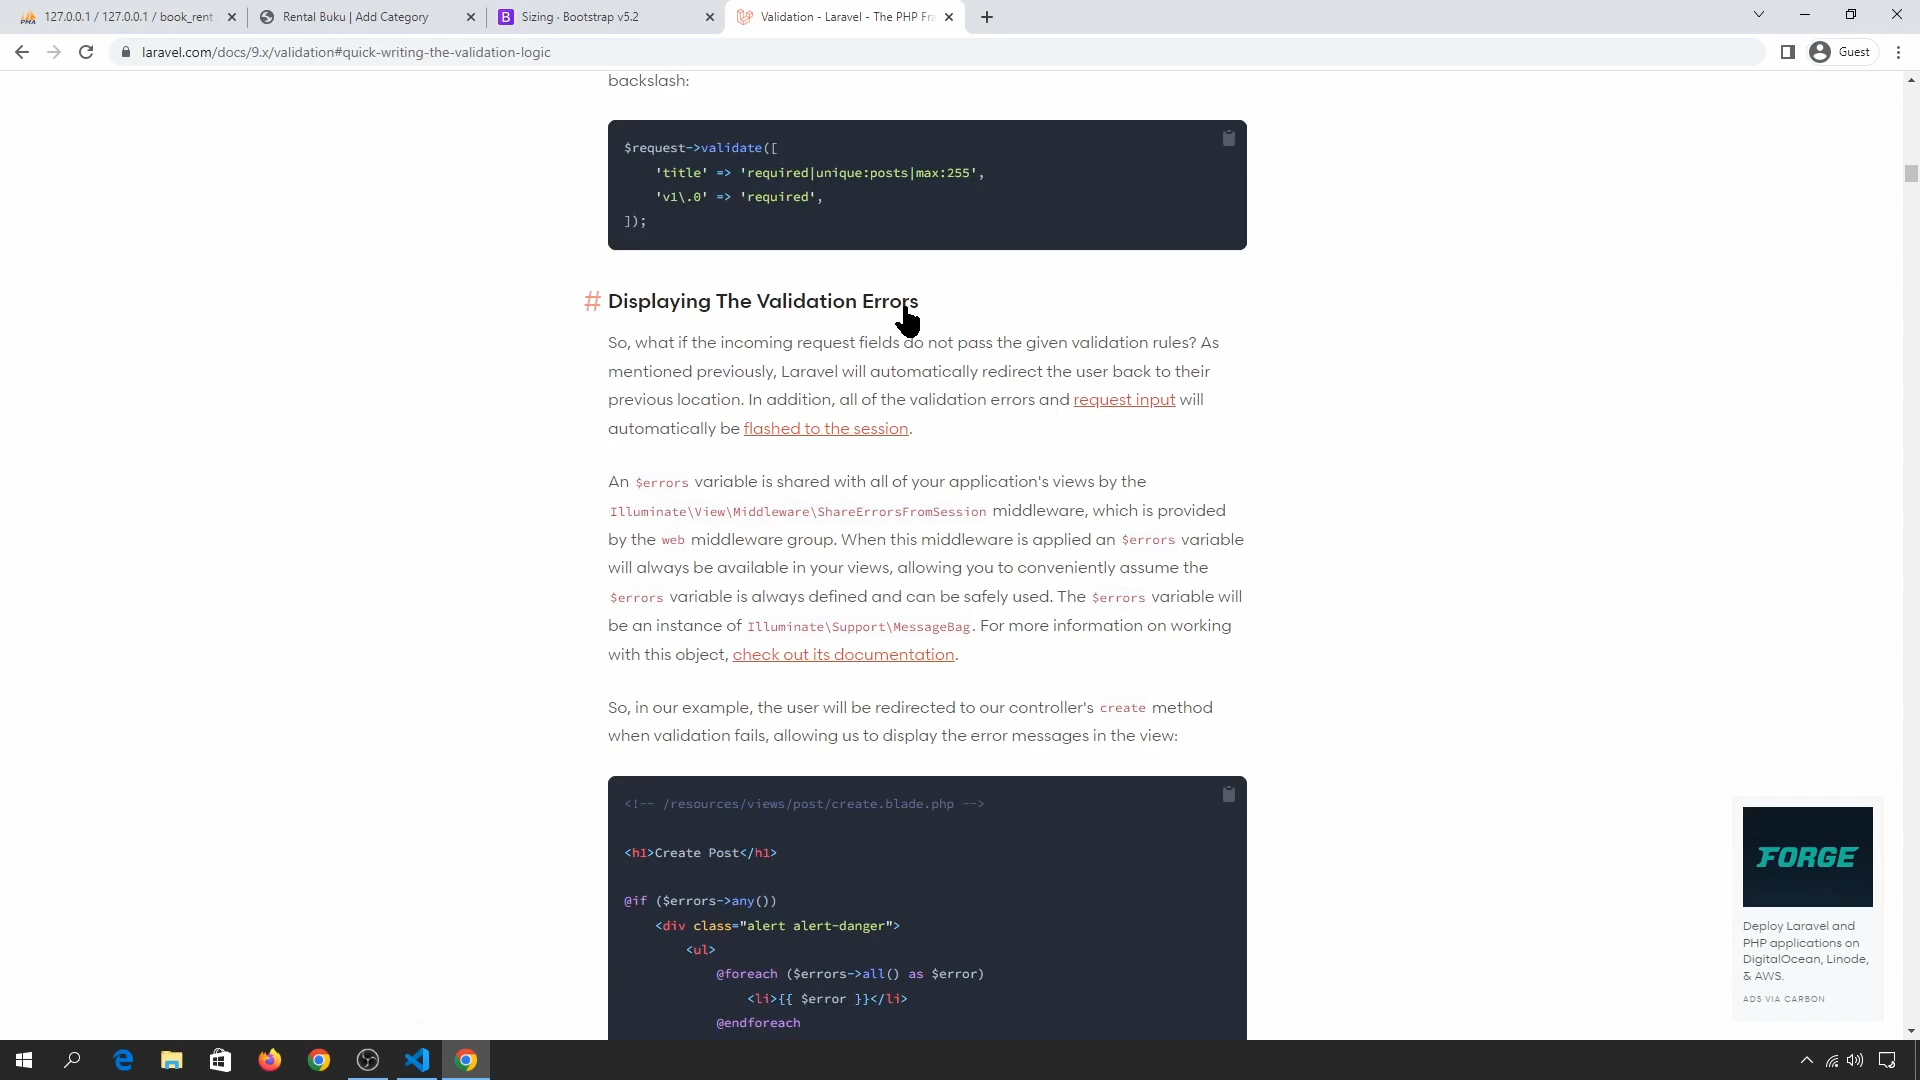 127.0.0.1 / 127.0.0.1 / book_rent
Rental Buku | Add Category
Sizing · Bootstrap v5.2
Validation - Laravel - The PHP Fra
laravel.com/docs/9.x/validation#quick-writing-the-validation-logic
Guest
backslash:
$request->validate([
'title' => 'required|unique:posts|max:255',
'v1\.0' => 'required',
]);
# Displaying The Validation Errors
So, what if the incoming request fields do not pass the given validation rules? As
mentioned previously, Laravel will automatically redirect the user back to their
previous location. In addition, all of the validation errors and request input will
automatically be flashed to the session.
An $errors variable is shared with all of your application's views by the
Illuminate\View\Middleware\ShareErrorsFromSession middleware, which is provided
by the web middleware group. When this middleware is applied an $errors variable
will always be available in your views, allowing you to conveniently assume the
$errors variable is always defined and can be safely used. The $errors variable will
be an instance of Illuminate\Support\MessageBag. For more information on working
with this object, check out its documentation.
So, in our example, the user will be redirected to our controller's create method
when validation fails, allowing us to display the error messages in the view:
<!-- /resources/views/post/create.blade.php -->
<h1>Create Post</h1>
@if ($errors->any())
<div class="alert alert-danger">
<ul>
@foreach ($errors->all() as $error)
<li>{{ $error }}</li>
@endforeach
FORGE
Deploy Laravel and
PHP applications on
DigitalOcean, Linode,
& AWS.
ADS VIA CARBON